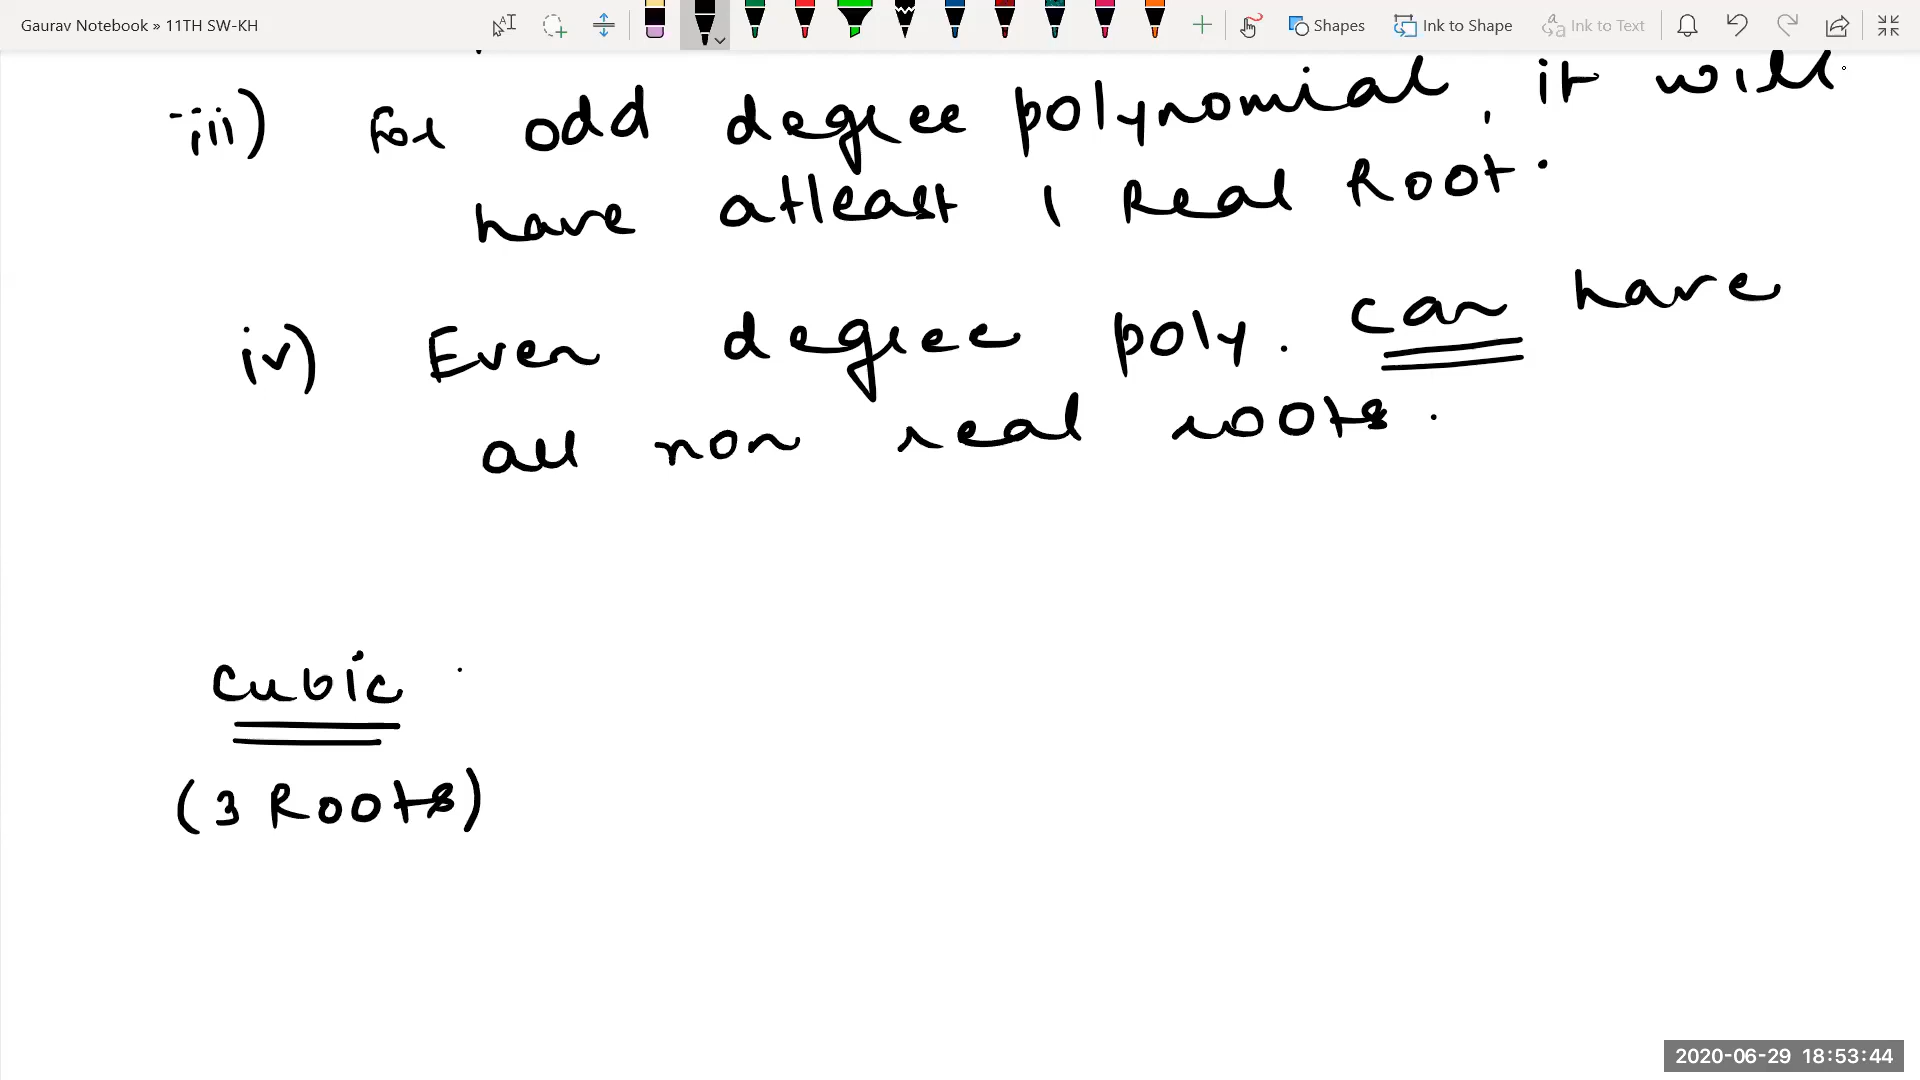 Gaurav Notebook » 11TH SW-KH
Shapes
Ink to Shape
Ink to Text
iii) For odd degree polynomial, it will
have atleast 1 Real Root.
iv) Even degree poly. can have
all non real roots.
Cubic
(3 Roots)
2020-06-29 18:53:44